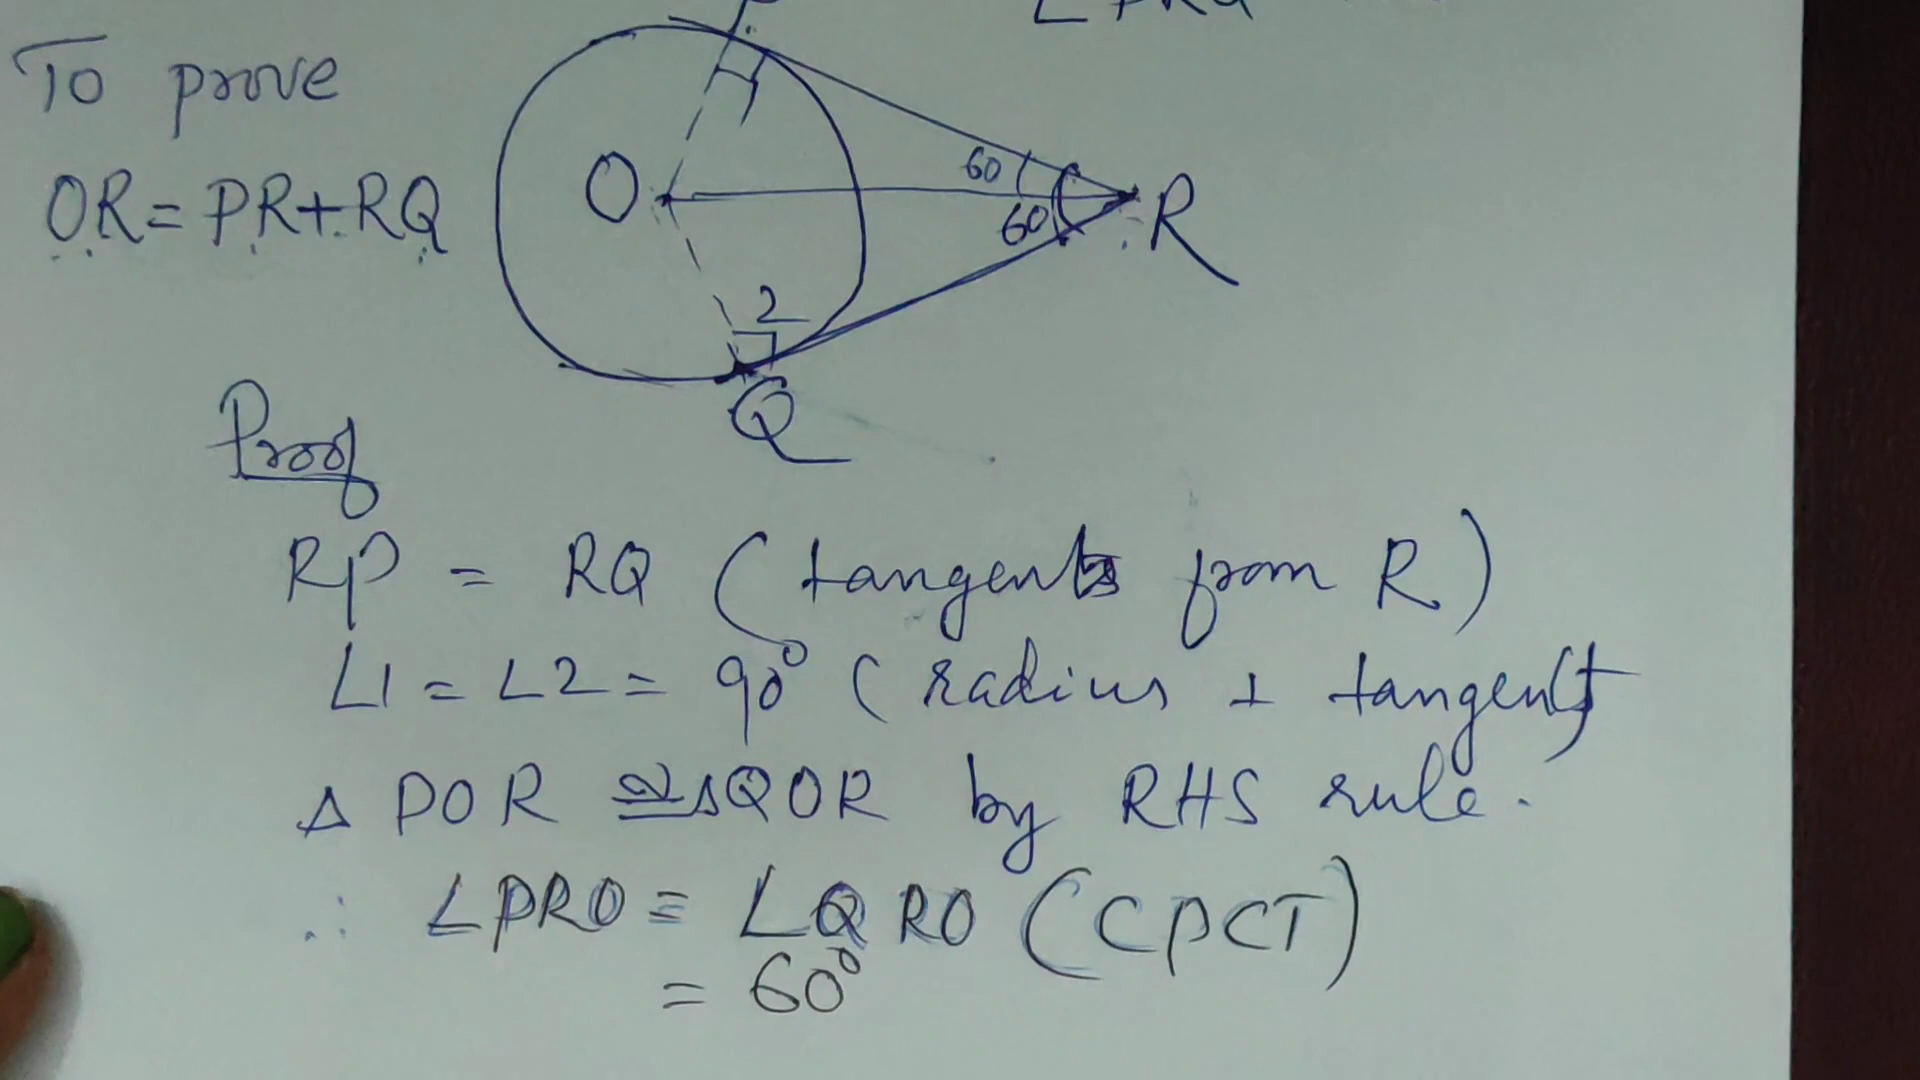 To prove
OR = PR + RQ
O
60
60
R
2
Q
Proof
RP = RQ (tangents from R)
∠1 = ∠2 = 90° (radius ⊥ tangent)
Δ POR ≅ Δ QOR by RHS rule.
∴ ∠PRO = ∠QRO (CPCT)
= 60°